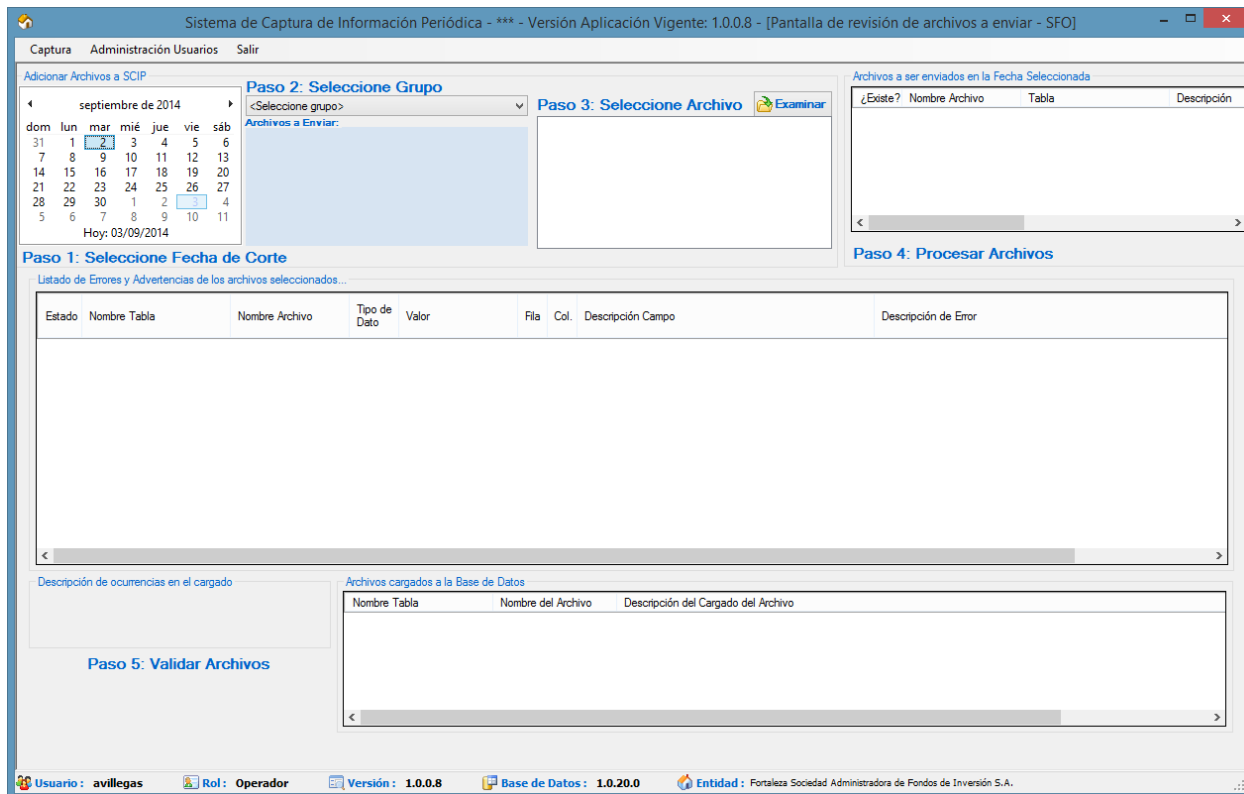 Sistema de Captura de Información Periódica - *** - Versión Aplicación Vigente: 1.0.0.8 - [Pantalla de revisión de archivos a enviar - SFO]
Captura Administración Usuarios Salir
Adicionar Archivos a SCIP
septiembre de 2014
dom lun mar mié jue vie sáb
31 1 2 3 4 5 6
7 8 9 10 11 12 13
14 15 16 17 18 19 20
21 22 23 24 25 26 27
28 29 30 1 2 3 4
5 6 7 8 9 10 11
Hoy: 03/09/2014
Paso 1: Seleccione Fecha de Corte
Paso 2: Seleccione Grupo
<Seleccione grupo>
Archivos a Enviar:
Paso 3: Seleccione Archivo Examinar
Archivos a ser enviados en la Fecha Seleccionada
¿Existe? Nombre Archivo Tabla Descripción
Paso 4: Procesar Archivos
Listado de Errores y Advertencias de los archivos seleccionados...
Estado Nombre Tabla Nombre Archivo Tipo de Dato Valor Fila Col. Descripción Campo Descripción de Error
Descripción de ocurrencias en el cargado
Paso 5: Validar Archivos
Archivos cargados a la Base de Datos
Nombre Tabla Nombre del Archivo Descripción del Cargado del Archivo
Usuario : avillegas Rol : Operador Versión : 1.0.0.8 Base de Datos : 1.0.20.0 Entidad : Fortaleza Sociedad Administradora de Fondos de Inversión S.A.